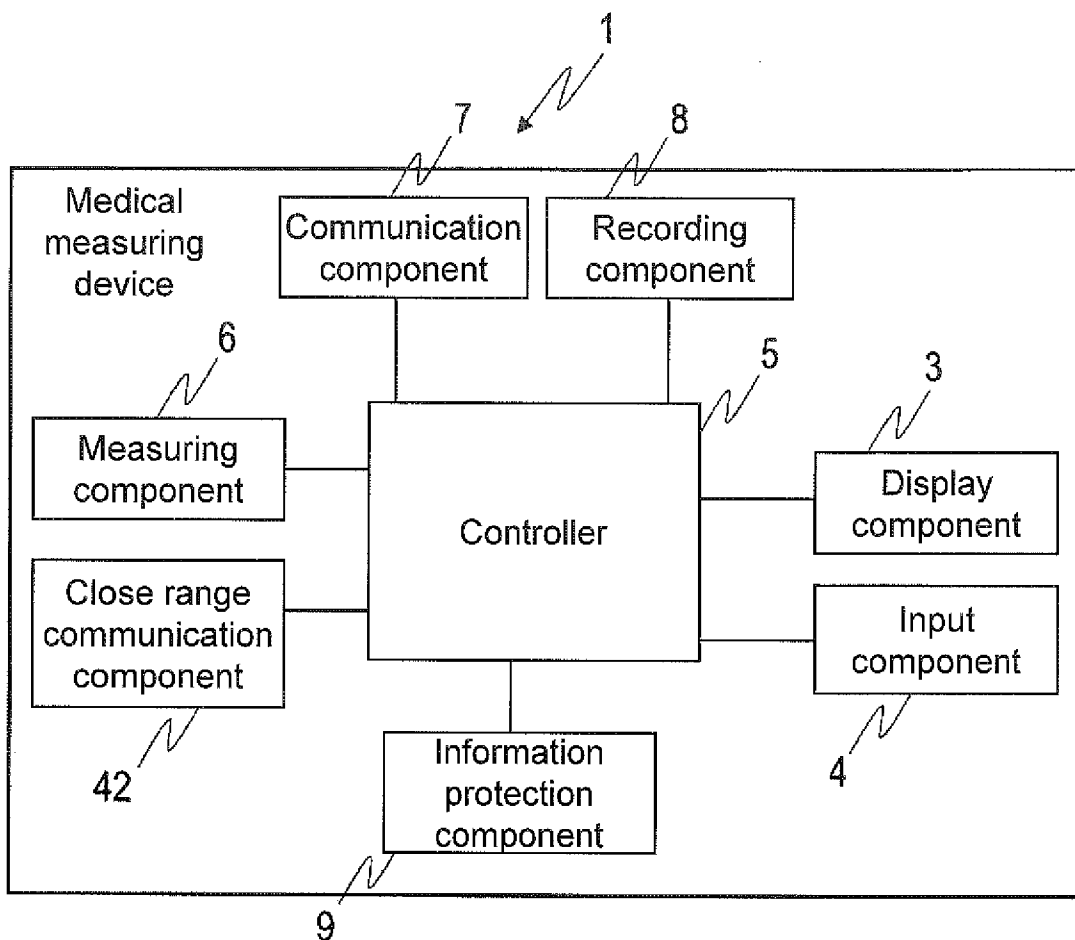 1
7
8
Medical
measuring
device
Communication
component
Recording
component
6
5
3
Measuring
component
Display
component
Controller
Close range
communication
component
Input
component
42
4
Information
protection
component
9